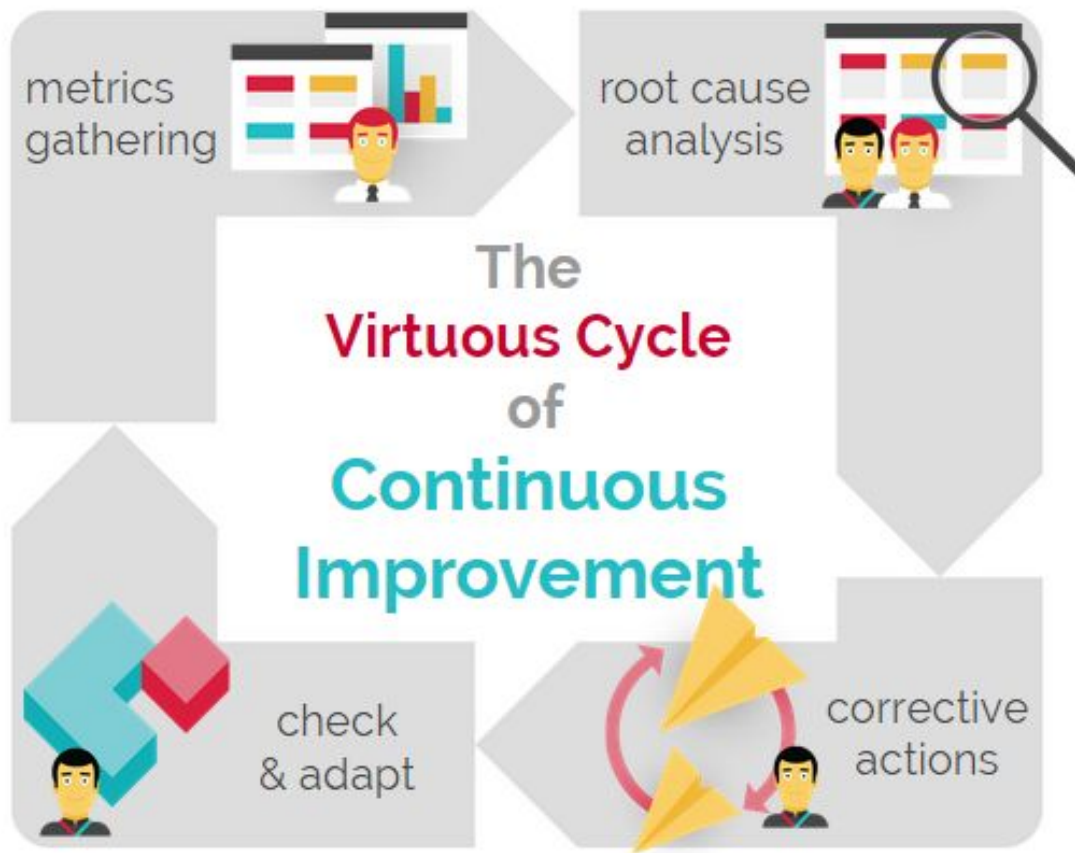 metrics
gathering
root cause
analysis
The
Virtuous Cycle
of
Continuous
Improvement
check
& adapt
corrective
actions